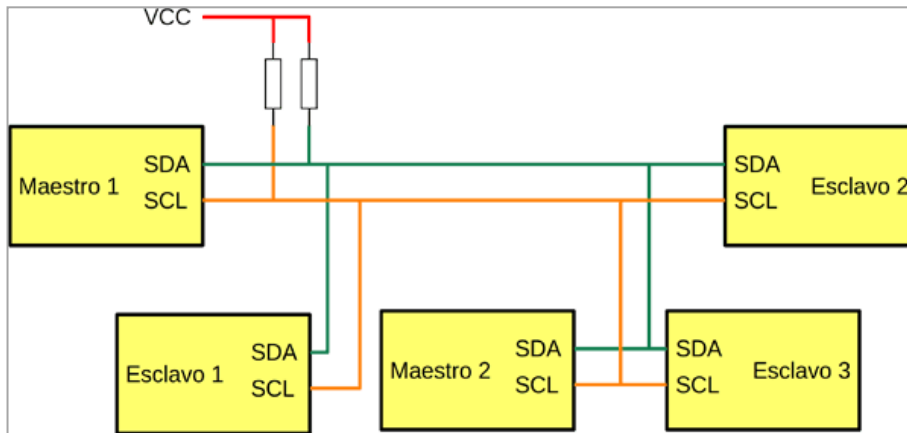 VCC
SDA
Maestro 1
SCL
SDA
Esclavo 2
SCL
SDA
Esclavo 1
SCL
SDA
Maestro 2
SCL
SDA
Esclavo 3
SCL